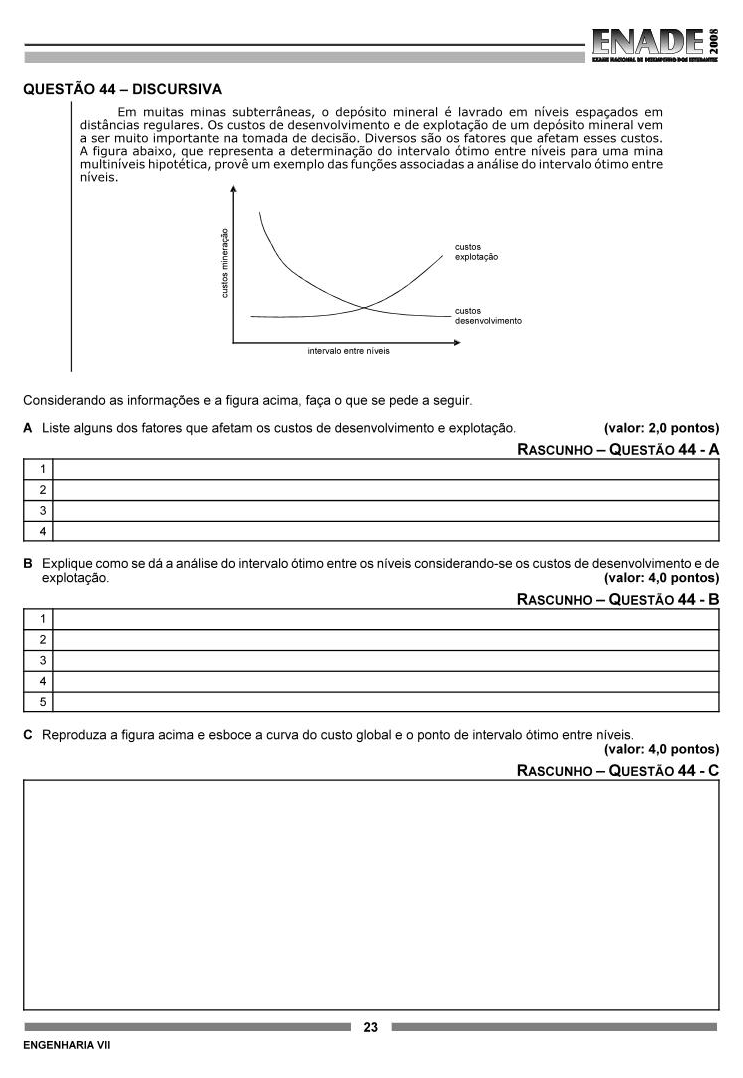 ENADE 2008
EXAME NACIONAL DE DESEMPENHO DOS ESTUDANTES
QUESTÃO 44 – DISCURSIVA
Em muitas minas subterrâneas, o depósito mineral é lavrado em níveis espaçados em
distâncias regulares. Os custos de desenvolvimento e de explotação de um depósito mineral vem
a ser muito importante na tomada de decisão. Diversos são os fatores que afetam esses custos.
A figura abaixo, que representa a determinação do intervalo ótimo entre níveis para uma mina
multiníveis hipotética, provê um exemplo das funções associadas a análise do intervalo ótimo entre
níveis.
custos mineração
custos
explotação
custos
desenvolvimento
intervalo entre níveis
Considerando as informações e a figura acima, faça o que se pede a seguir.
A Liste alguns dos fatores que afetam os custos de desenvolvimento e explotação. (valor: 2,0 pontos)
RASCUNHO – QUESTÃO 44 - A
1
2
3
4
B Explique como se dá a análise do intervalo ótimo entre os níveis considerando-se os custos de desenvolvimento e de
explotação. (valor: 4,0 pontos)
RASCUNHO – QUESTÃO 44 - B
1
2
3
4
5
C Reproduza a figura acima e esboce a curva do custo global e o ponto de intervalo ótimo entre níveis.
(valor: 4,0 pontos)
RASCUNHO – QUESTÃO 44 - C
23
ENGENHARIA VII